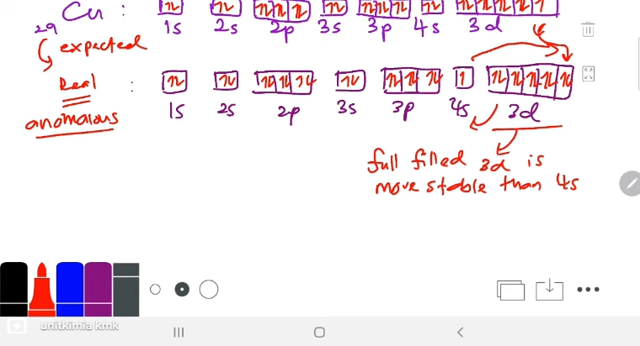 29 Cu :
1s 2s 2p 3s 3p 4s 3d
expected
Real
anomalous
1s 2s 2p 3s 3p 4s 3d
full filled 3d is
more stable than 4s
unitkimia kmk